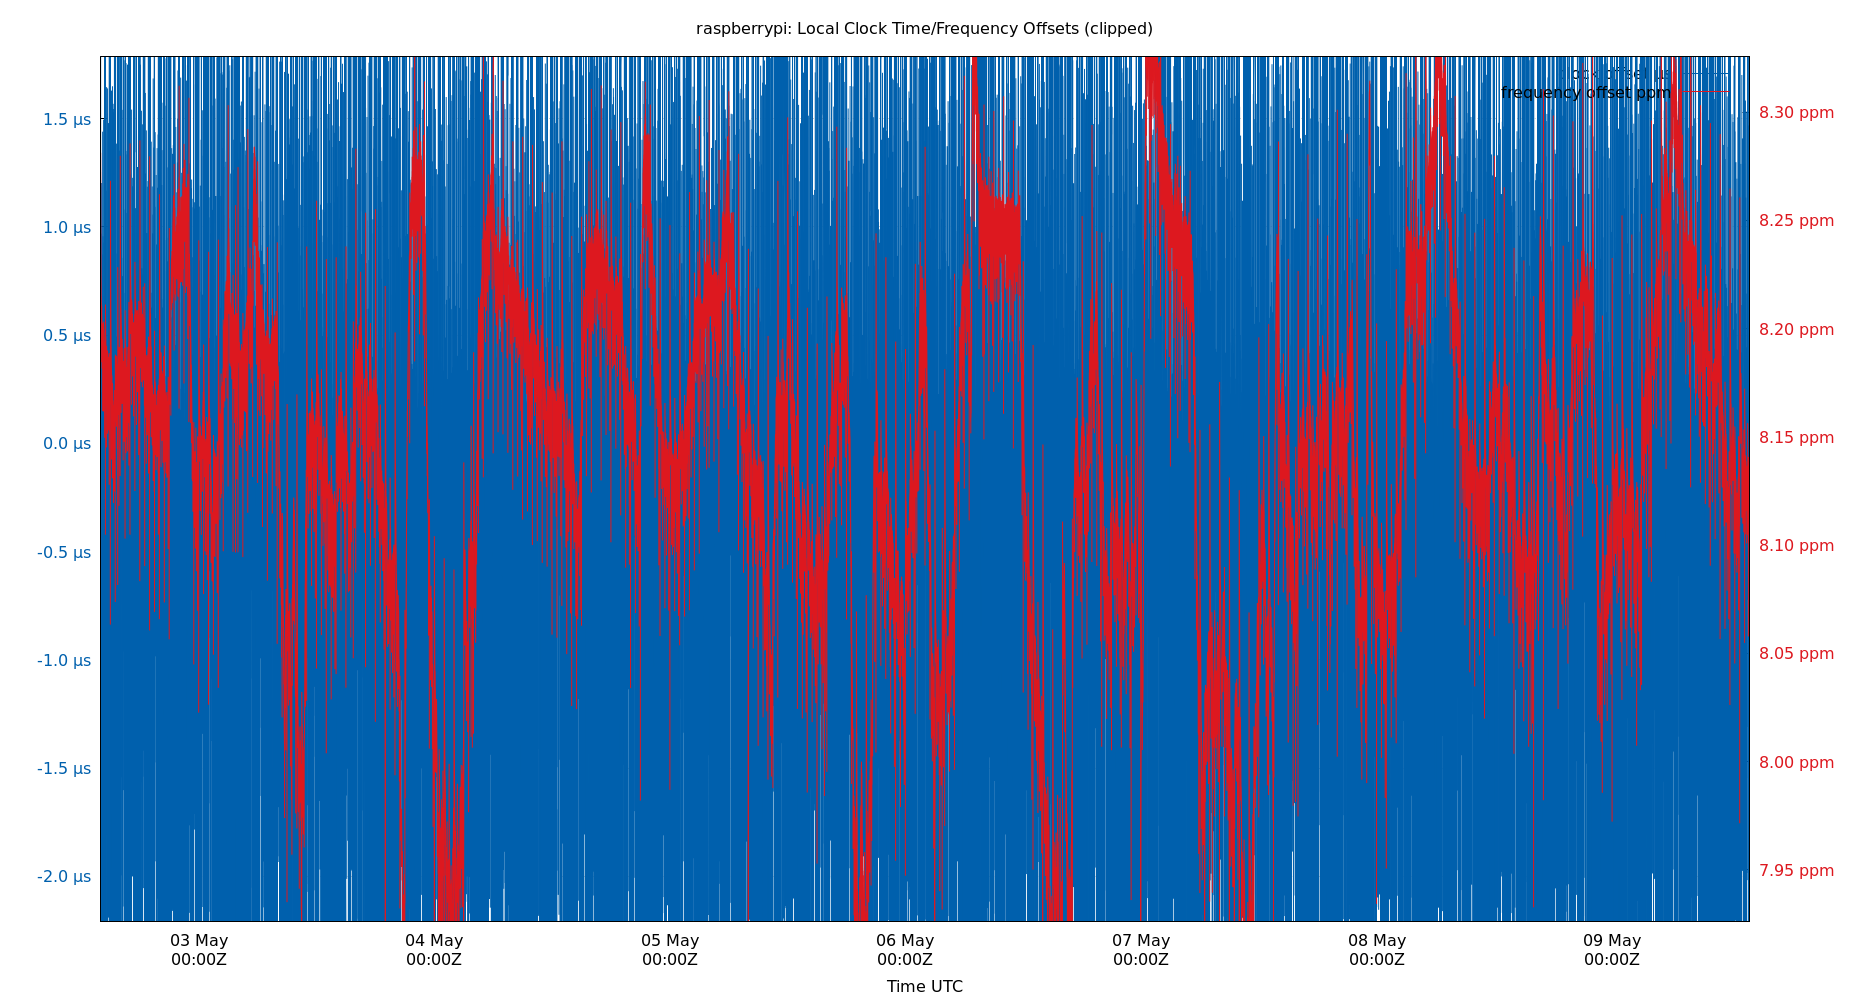 raspberrypi: Local Clock Time/Frequency Offsets (clipped)
clock offset µs
frequency offset ppm
1.5 µs
1.0 µs
0.5 µs
0.0 µs
-0.5 µs
-1.0 µs
-1.5 µs
-2.0 µs
8.30 ppm
8.25 ppm
8.20 ppm
8.15 ppm
8.10 ppm
8.05 ppm
8.00 ppm
7.95 ppm
03 May
00:00Z
04 May
00:00Z
05 May
00:00Z
06 May
00:00Z
07 May
00:00Z
08 May
00:00Z
09 May
00:00Z
Time UTC